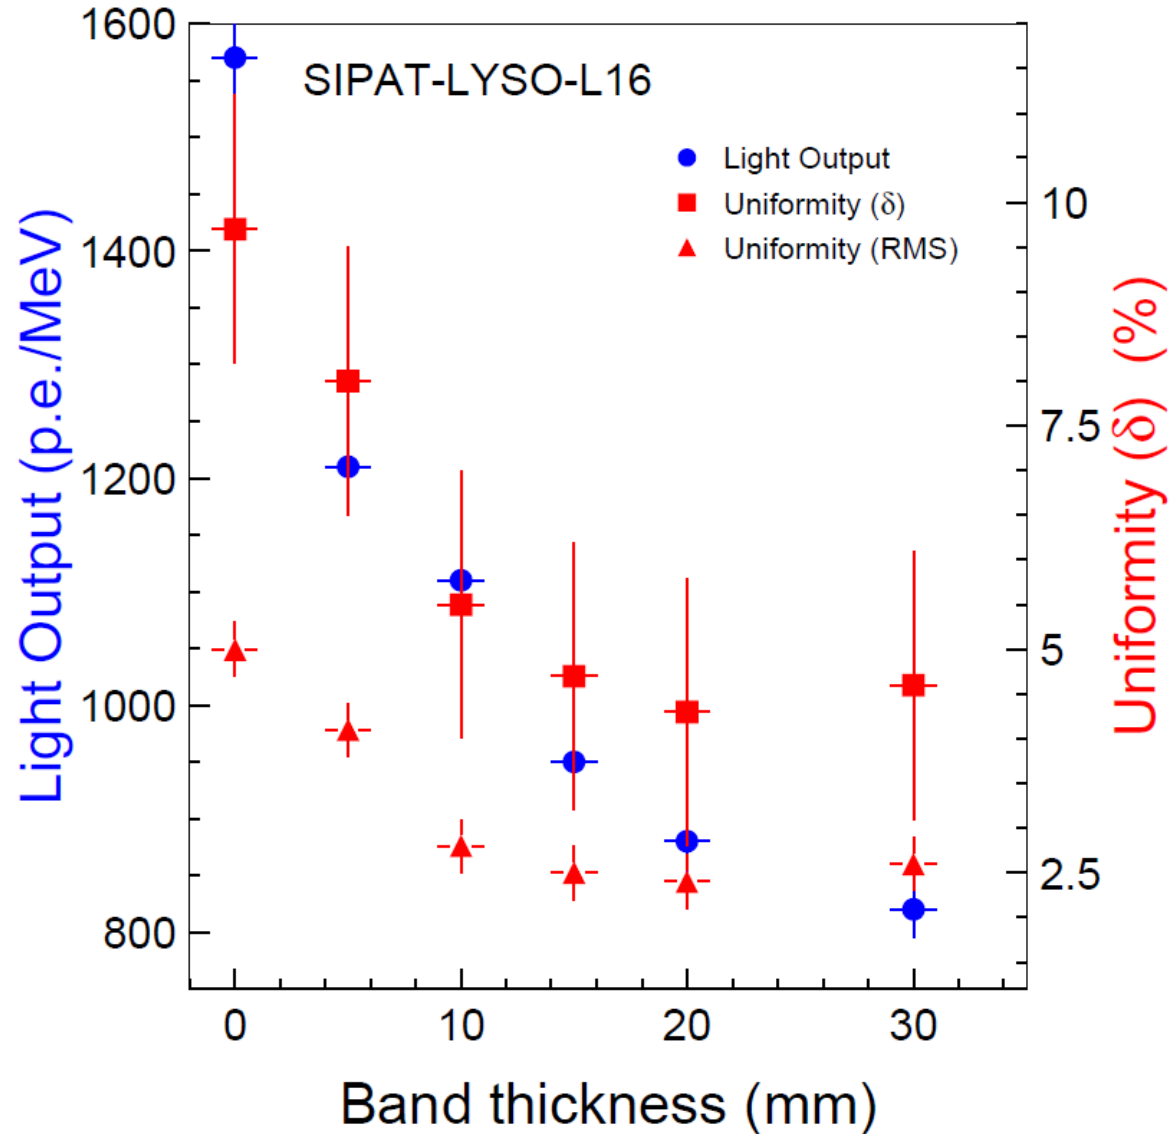 SIPAT-LYSO-L16
Light Output
Uniformity (δ)
Uniformity (RMS)
Light Output (p.e./MeV)
1600
1400
1200
1000
800
10
7.5
5
2.5
Uniformity (δ) (%)
0 10 20 30
Band thickness (mm)